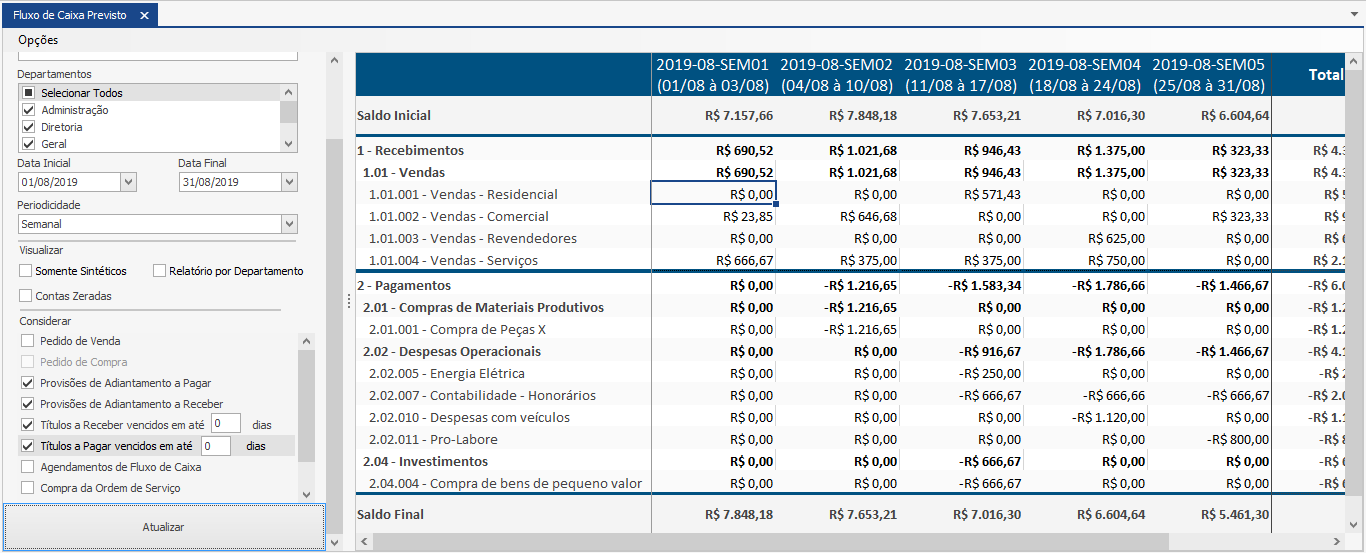 Fluxo de Caixa Previsto ✕
Opções
Departamentos
Selecionar Todos
Administração
Diretoria
Geral
Data Inicial Data Final
01/08/2019 31/08/2019
Periodicidade
Semanal
Visualizar
Somente Sintéticos Relatório por Departamento
Contas Zeradas
Considerar
Pedido de Venda
Pedido de Compra
Provisões de Adiantamento a Pagar
Provisões de Adiantamento a Receber
Títulos a Receber vencidos em até 0 dias
Títulos a Pagar vencidos em até 0 dias
Agendamentos de Fluxo de Caixa
Compra da Ordem de Serviço
Atualizar
2019-08-SEM01 2019-08-SEM02 2019-08-SEM03 2019-08-SEM04 2019-08-SEM05
(01/08 à 03/08) (04/08 à 10/08) (11/08 à 17/08) (18/08 à 24/08) (25/08 à 31/08) Total
Saldo Inicial R$ 7.157,66 R$ 7.848,18 R$ 7.653,21 R$ 7.016,30 R$ 6.604,64
1 - Recebimentos R$ 690,52 R$ 1.021,68 R$ 946,43 R$ 1.375,00 R$ 323,33 R$ 4.3
1.01 - Vendas R$ 690,52 R$ 1.021,68 R$ 946,43 R$ 1.375,00 R$ 323,33 R$ 4.3
1.01.001 - Vendas - Residencial R$ 0,00 R$ 0,00 R$ 571,43 R$ 0,00 R$ 0,00 R$
1.01.002 - Vendas - Comercial R$ 23,85 R$ 646,68 R$ 0,00 R$ 0,00 R$ 323,33 R$
1.01.003 - Vendas - Revendedores R$ 0,00 R$ 0,00 R$ 0,00 R$ 625,00 R$ 0,00 R$
1.01.004 - Vendas - Serviços R$ 666,67 R$ 375,00 R$ 375,00 R$ 750,00 R$ 0,00 R$ 2.1
2 - Pagamentos R$ 0,00 -R$ 1.216,65 -R$ 1.583,34 -R$ 1.786,66 -R$ 1.466,67 -R$ 6.0
2.01 - Compras de Materiais Produtivos R$ 0,00 -R$ 1.216,65 R$ 0,00 R$ 0,00 R$ 0,00 -R$ 1.2
2.01.001 - Compra de Peças X R$ 0,00 -R$ 1.216,65 R$ 0,00 R$ 0,00 R$ 0,00 -R$ 1.2
2.02 - Despesas Operacionais R$ 0,00 R$ 0,00 -R$ 916,67 -R$ 1.786,66 -R$ 1.466,67 -R$ 4.1
2.02.005 - Energia Elétrica R$ 0,00 R$ 0,00 -R$ 250,00 R$ 0,00 R$ 0,00 -R$
2.02.007 - Contabilidade - Honorários R$ 0,00 R$ 0,00 -R$ 666,67 -R$ 666,66 -R$ 666,67 -R$ 2.0
2.02.010 - Despesas com veículos R$ 0,00 R$ 0,00 R$ 0,00 -R$ 1.120,00 R$ 0,00 -R$ 1.1
2.02.011 - Pro-Labore R$ 0,00 R$ 0,00 R$ 0,00 R$ 0,00 -R$ 800,00 -R$
2.04 - Investimentos R$ 0,00 R$ 0,00 -R$ 666,67 R$ 0,00 R$ 0,00 -R$
2.04.004 - Compra de bens de pequeno valor R$ 0,00 R$ 0,00 -R$ 666,67 R$ 0,00 R$ 0,00 -R$
Saldo Final R$ 7.848,18 R$ 7.653,21 R$ 7.016,30 R$ 6.604,64 R$ 5.461,30